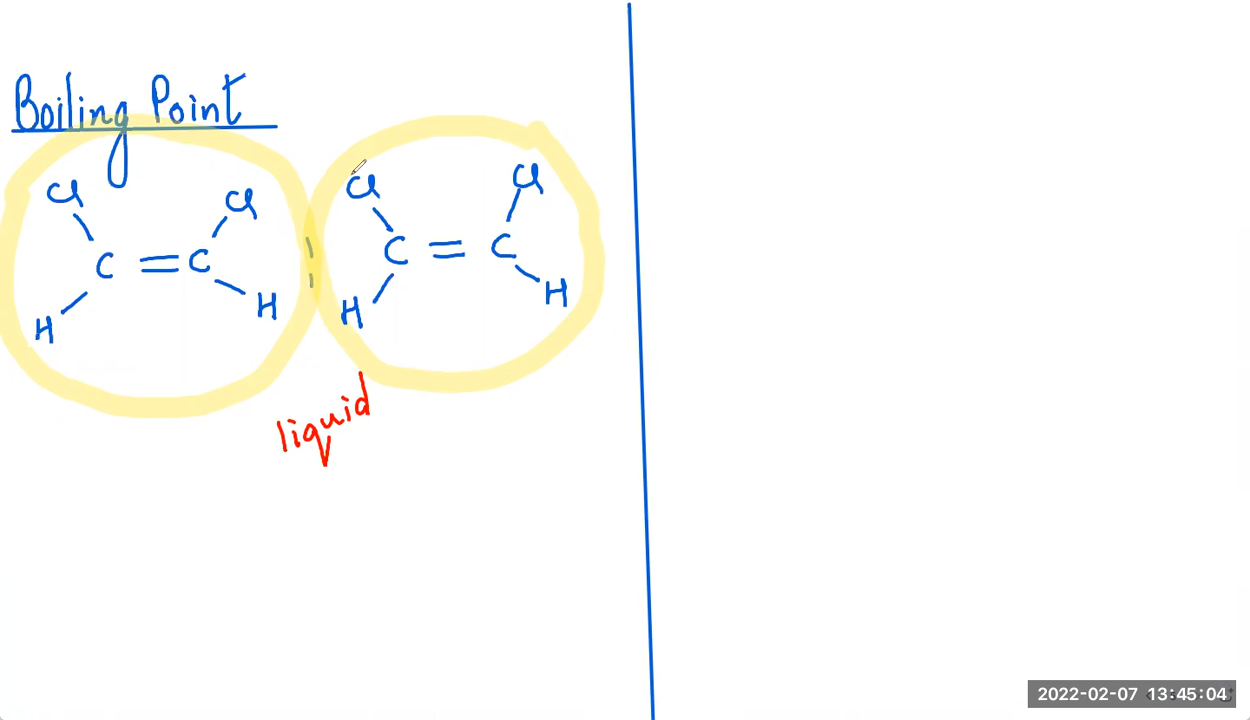 Boiling Point
Cl Cl Cl Cl
C = C C = C
H H H H
liquid
2022-02-07 13:45:04